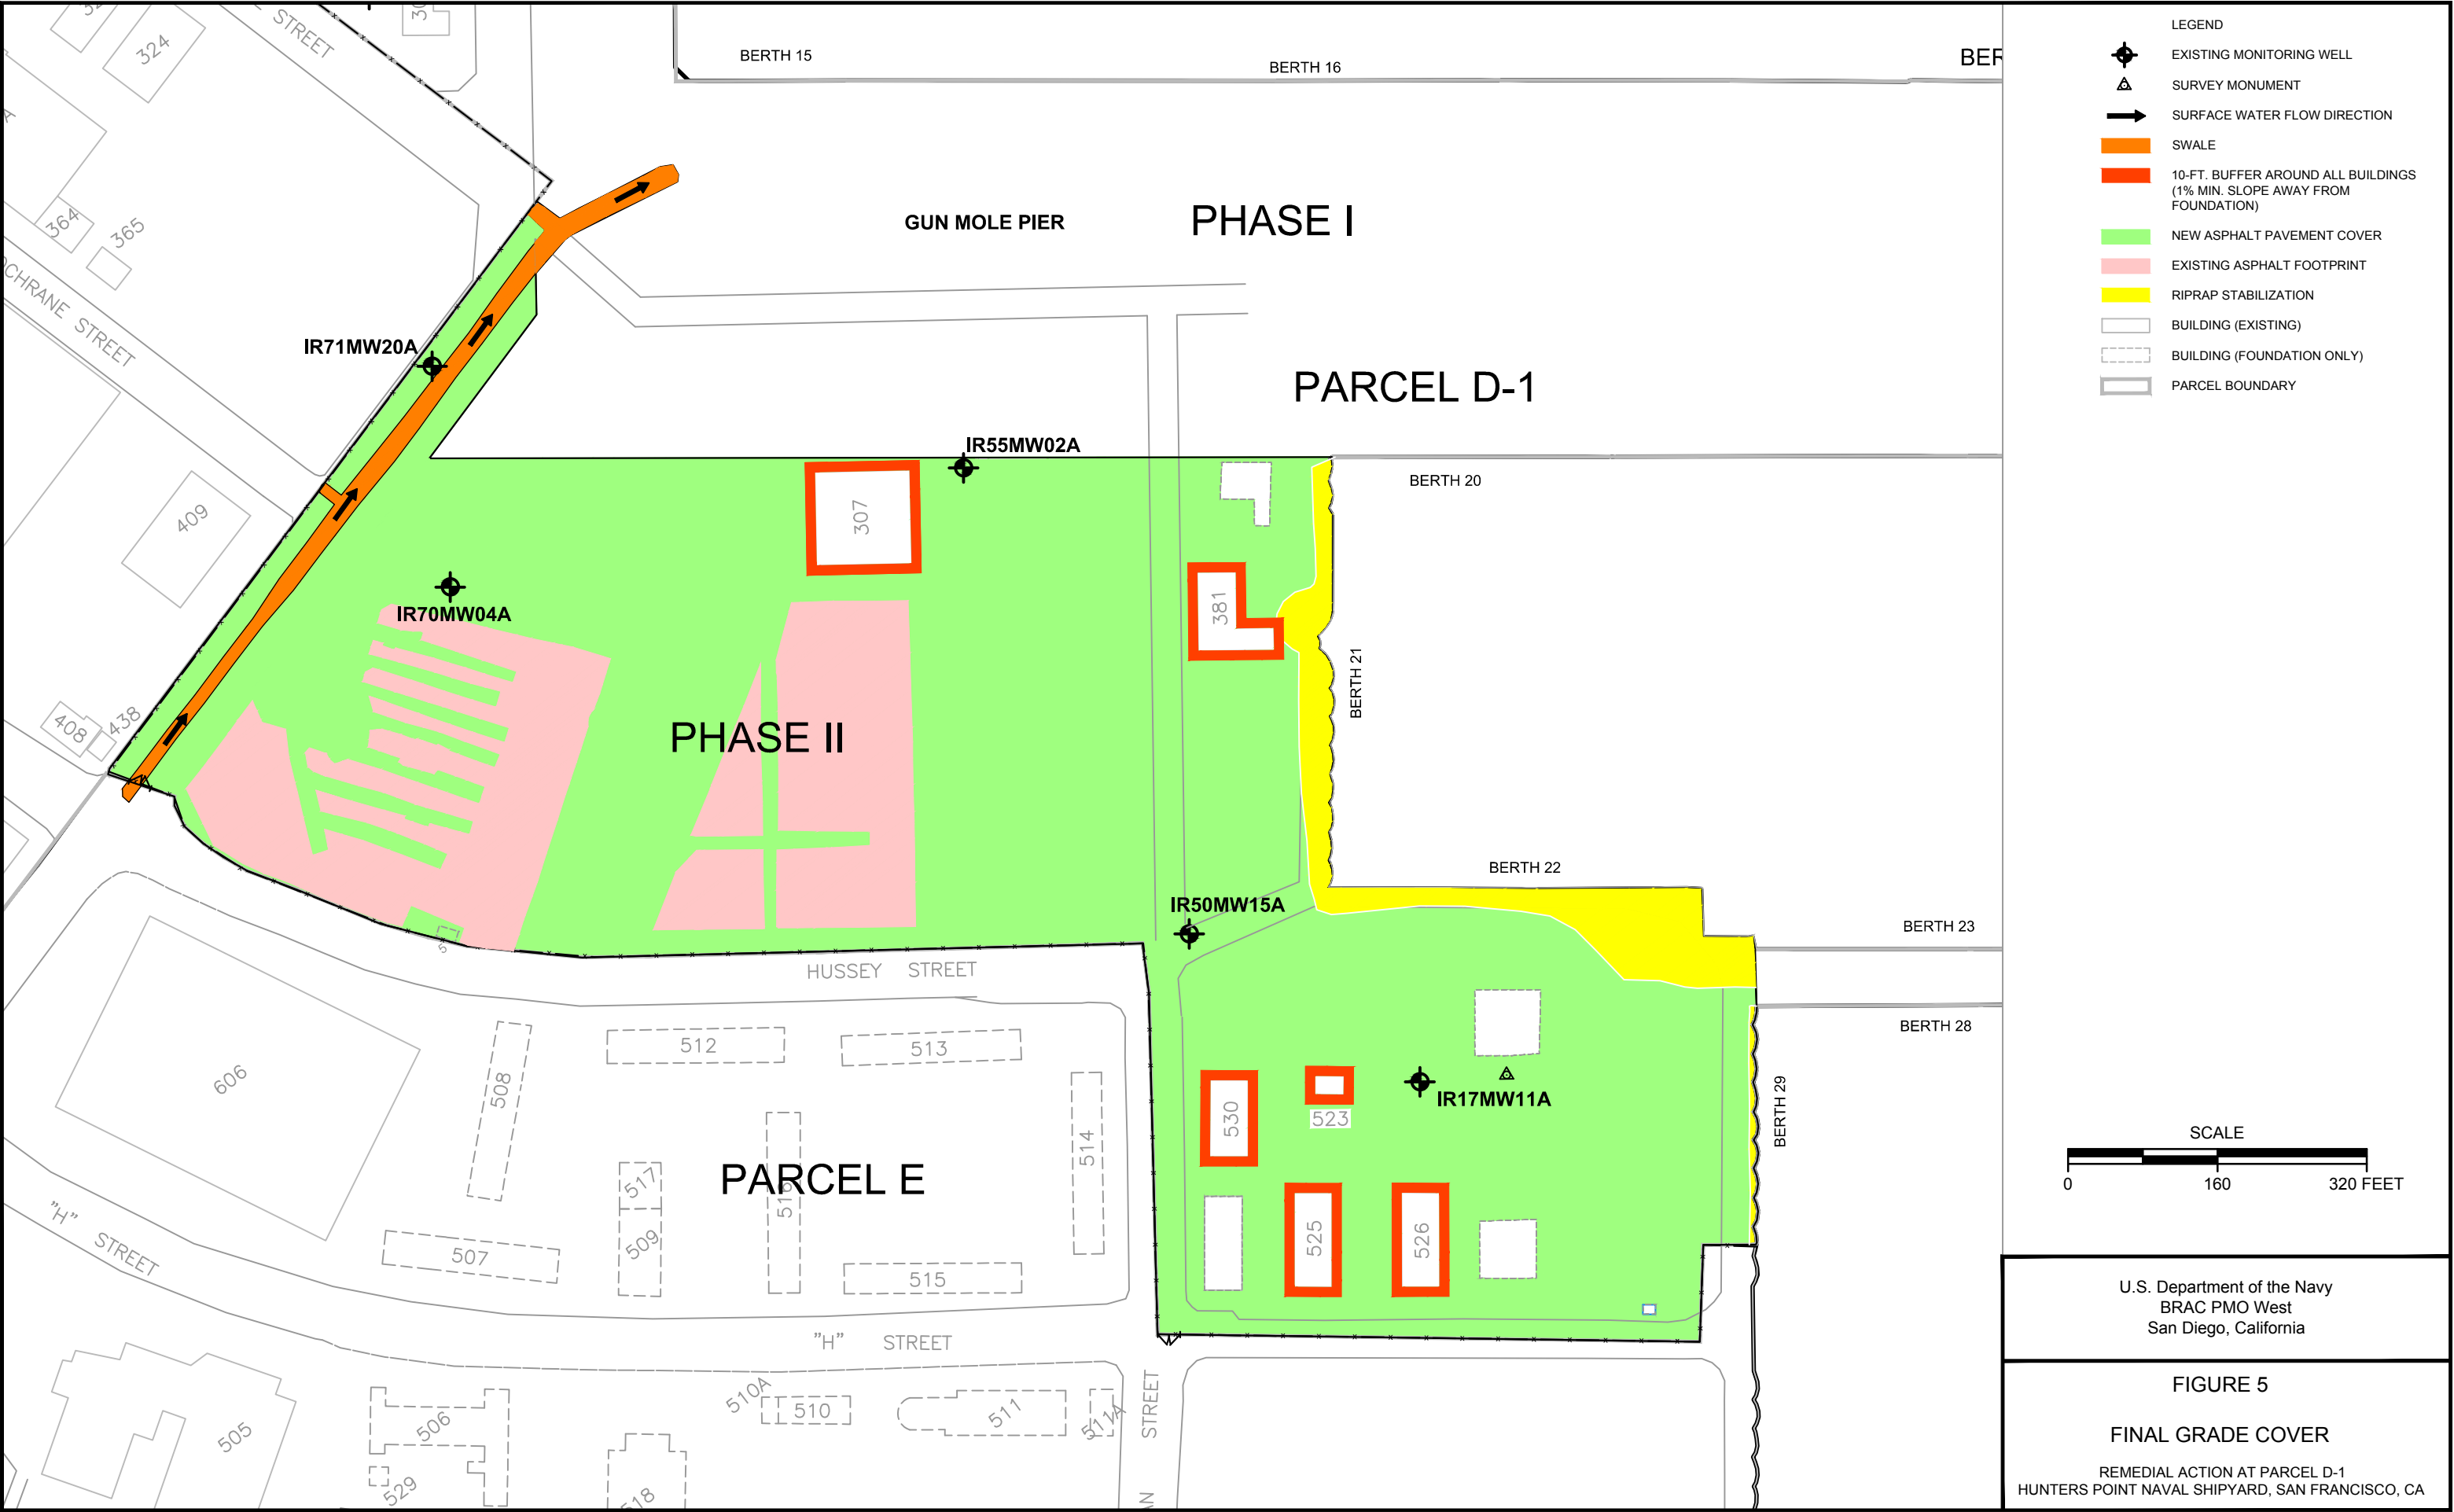 STREET
324
BERTH 15
BERTH 16
BER
364
365
GUN MOLE PIER
PHASE I
PARCEL D-1
STREET
IR71MW20A
IR55MW02A
409
307
BERTH 20
381
IR70MW04A
BERTH 21
408
438
PHASE II
BERTH 22
IR50MW15A
BERTH 23
HUSSEY STREET
BERTH 28
606
508
512
513
514
530
523
IR17MW11A
BERTH 29
PARCEL E
517
516
509
507
515
525
526
"H" STREET
"H" STREET
505
506
529
510A
510
511
511A
STREET
LEGEND
EXISTING MONITORING WELL
SURVEY MONUMENT
SURFACE WATER FLOW DIRECTION
SWALE
10-FT. BUFFER AROUND ALL BUILDINGS
(1% MIN. SLOPE AWAY FROM
FOUNDATION)
NEW ASPHALT PAVEMENT COVER
EXISTING ASPHALT FOOTPRINT
RIPRAP STABILIZATION
BUILDING (EXISTING)
BUILDING (FOUNDATION ONLY)
PARCEL BOUNDARY
SCALE
0 160 320 FEET
U.S. Department of the Navy
BRAC PMO West
San Diego, California
FIGURE 5
FINAL GRADE COVER
REMEDIAL ACTION AT PARCEL D-1
HUNTERS POINT NAVAL SHIPYARD, SAN FRANCISCO, CA